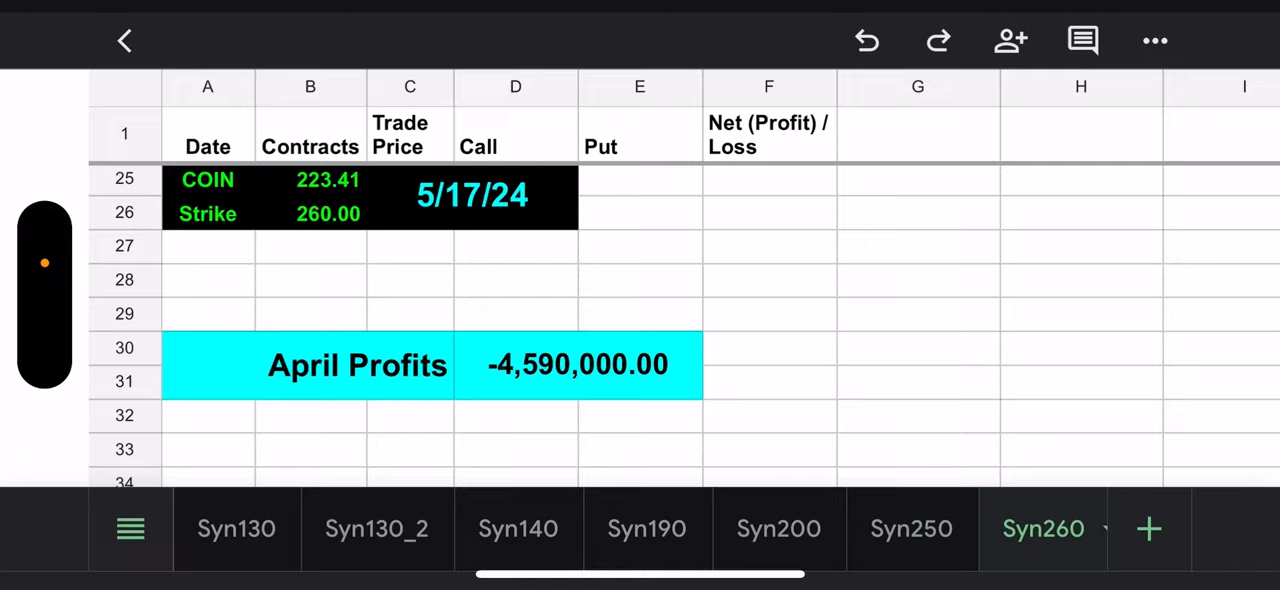 A B C D E F G H I
1 Date Contracts Trade Price Call Put Net (Profit) / Loss
25 COIN 223.41 5/17/24
26 Strike 260.00
27
28
29
30 April Profits -4,590,000.00
31
32
33
34
Syn130 Syn130_2 Syn140 Syn190 Syn200 Syn250 Syn260